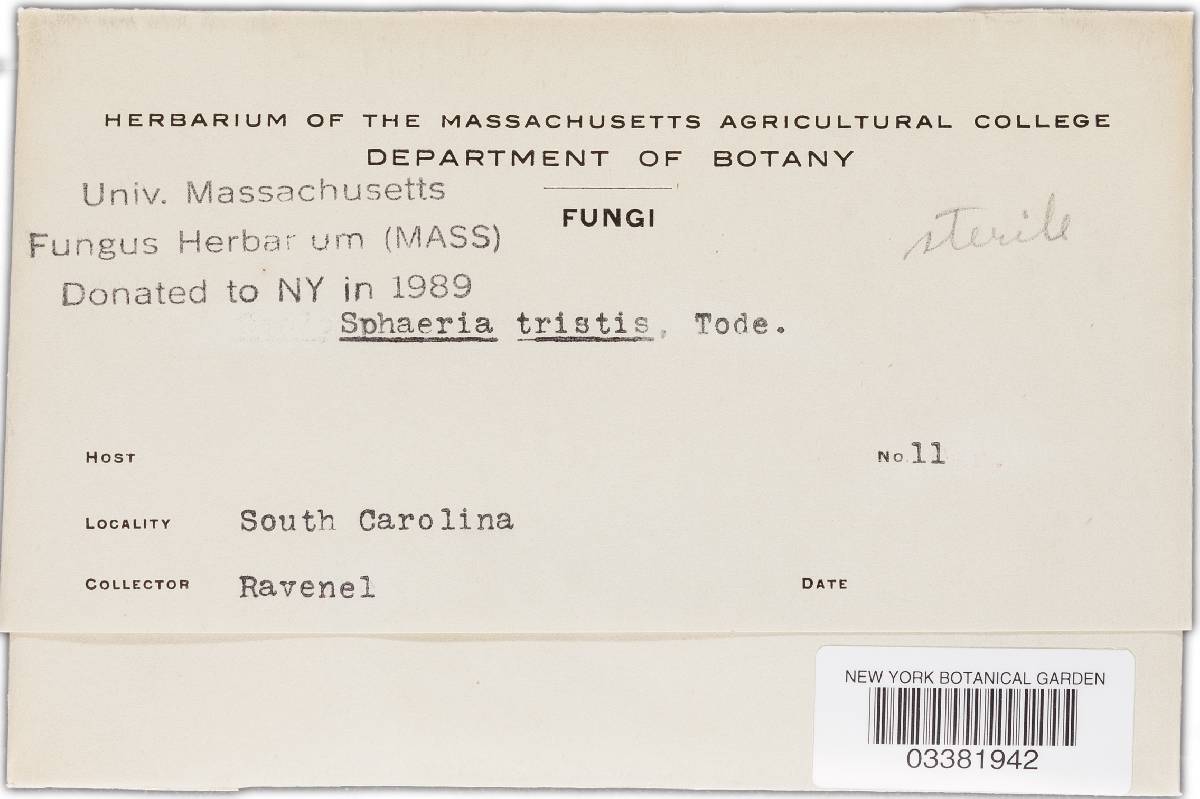 HERBARIUM OF THE MASSACHUSETTS AGRICULTURAL COLLEGE
DEPARTMENT OF BOTANY
Univ. Massachusetts
Fungus Herbar um (MASS)
Donated to NY in 1989
FUNGI
sterile
Sphaeria tristis, Tode.
HOST
No. 11
LOCALITY South Carolina
COLLECTOR Ravenel
DATE
NEW YORK BOTANICAL GARDEN
03381942